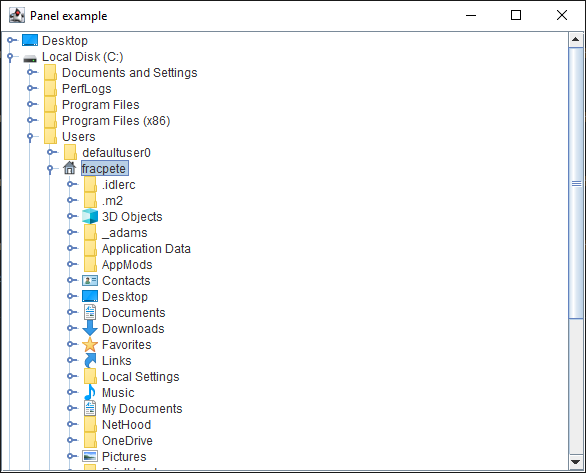 Panel example
Desktop
Local Disk (C:)
Documents and Settings
PerfLogs
Program Files
Program Files (x86)
Users
defaultuser0
fracpete
.idlerc
.m2
3D Objects
_adams
Application Data
AppMods
Contacts
Desktop
Documents
Downloads
Favorites
Links
Local Settings
Music
My Documents
NetHood
OneDrive
Pictures